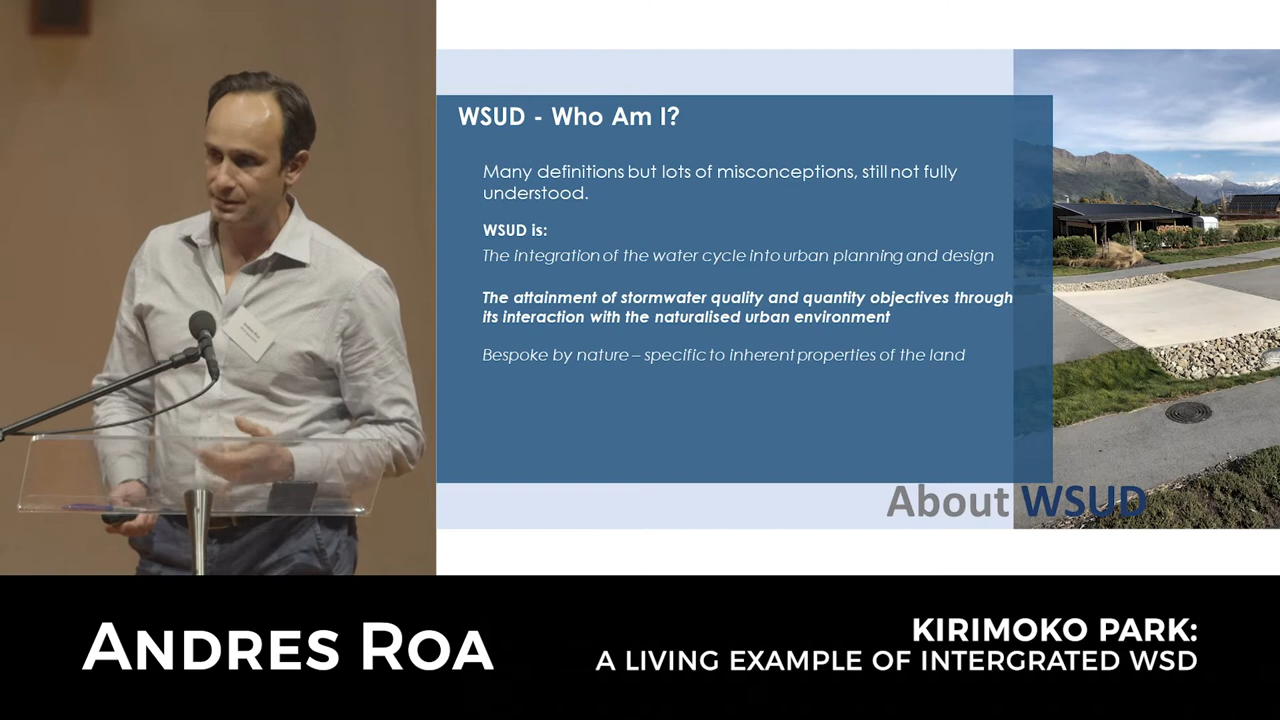 WSUD - Who Am I?
Many definitions but lots of misconceptions, still not fully
understood.
WSUD is:
The integration of the water cycle into urban planning and design
The attainment of stormwater quality and quantity objectives through
its interaction with the naturalised urban environment
Bespoke by nature – specific to inherent properties of the land
About WSUD
ANDRES ROA
KIRIMOKO PARK:
A LIVING EXAMPLE OF INTERGRATED WSD